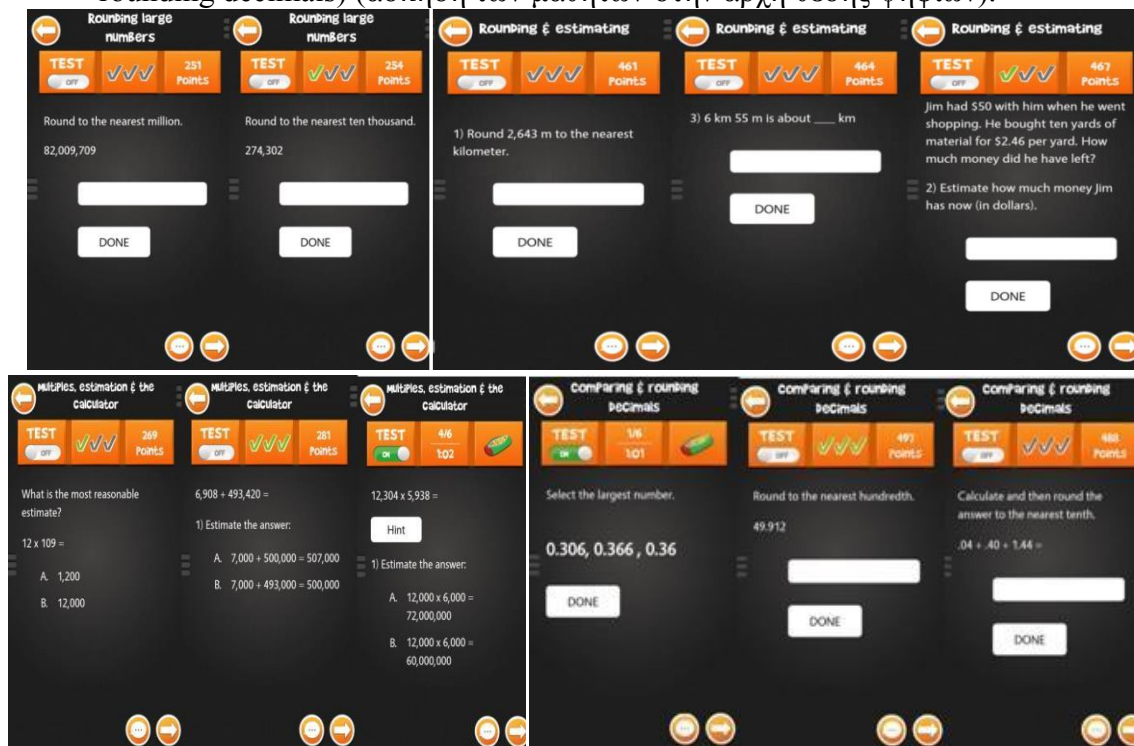 rounding decimals) (άσκηση των μαθητών στην αρχή θέσης ψηφίων).
Rounding large
numbers
TEST
OFF
251
Points
Round to the nearest million.
82,009,709
DONE
Rounding large
numbers
TEST
OFF
254
Points
Round to the nearest ten thousand.
274,302
DONE
Rounding & estimating
TEST
OFF
461
Points
1) Round 2,643 m to the nearest
kilometer.
DONE
Rounding & estimating
TEST
OFF
464
Points
3) 6 km 55 m is about ___ km
DONE
Rounding & estimating
TEST
OFF
467
Points
Jim had $50 with him when he went
shopping. He bought ten yards of
material for $2.46 per yard. How
much money did he have left?
2) Estimate how much money Jim
has now (in dollars).
DONE
Multiples, estimation & the
calculator
TEST
OFF
269
Points
What is the most reasonable
estimate?
12 x 109 =
A. 1,200
B. 12,000
Multiples, estimation & the
calculator
TEST
OFF
281
Points
6,908 + 493,420 =
1) Estimate the answer:
A. 7,000 + 500,000 = 507,000
B. 7,000 + 493,000 = 500,000
Multiples, estimation & the
calculator
TEST
ON
4/6
1:02
12,304 x 5,938 =
Hint
1) Estimate the answer:
A. 12,000 x 6,000 =
72,000,000
B. 12,000 x 6,000 =
60,000,000
Comparing & rounding
decimals
TEST
ON
1/6
1:01
Select the largest number.
0.306, 0.366 , 0.36
DONE
Comparing & rounding
decimals
TEST
OFF
497
Points
Round to the nearest hundredth.
49.912
DONE
Comparing & rounding
decimals
TEST
OFF
488
Points
Calculate and then round the
answer to the nearest tenth.
.04 + .40 + 1.44 =
DONE